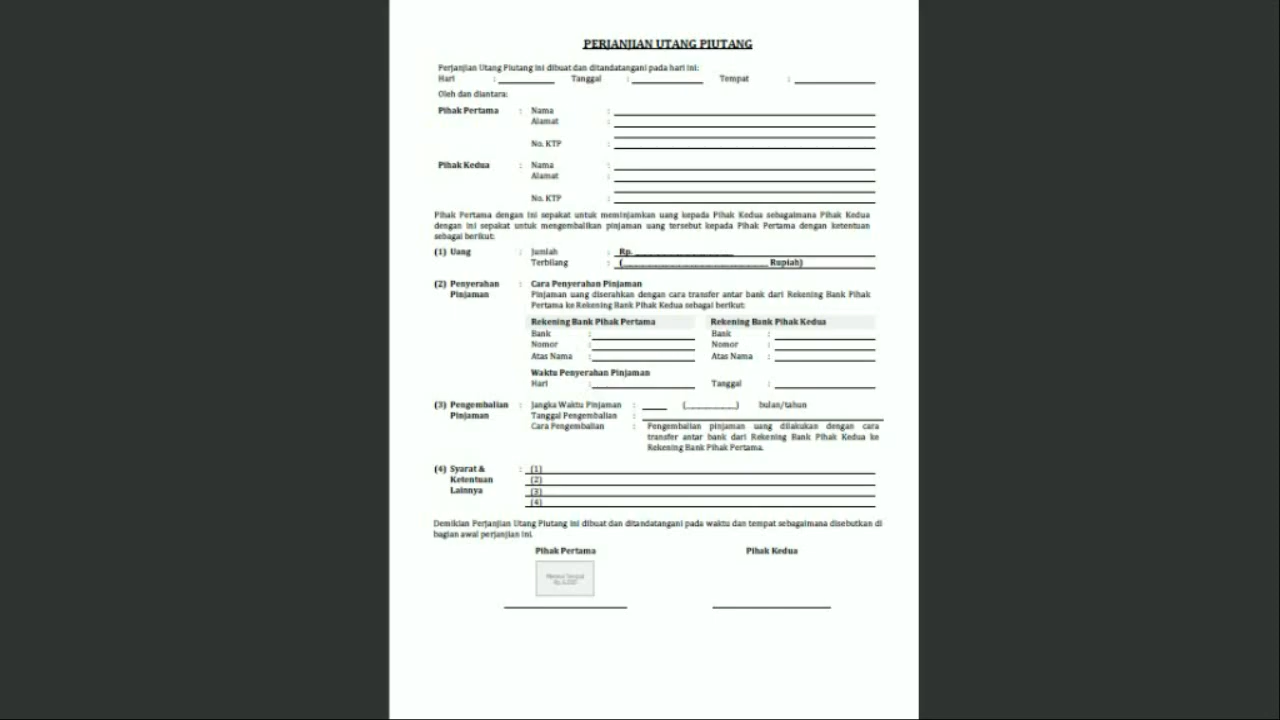 PERJANJIAN UTANG PIUTANG
Perjanjian Utang Piutang ini dibuat dan ditandatangani pada hari ini:
Hari : Tanggal : Tempat :
Oleh dan diantara:
Pihak Pertama : Nama :
Alamat :
No. KTP :
Pihak Kedua : Nama :
Alamat :
No. KTP :
Pihak Pertama dengan ini sepakat untuk meminjamkan uang kepada Pihak Kedua sebagaimana Pihak Kedua
dengan ini sepakat untuk mengembalikan pinjaman uang tersebut kepada Pihak Pertama dengan ketentuan
sebagai berikut:
(1) Uang : Jumlah : Rp.
Terbilang : ( Rupiah)
(2) Penyerahan : Cara Penyerahan Pinjaman
Pinjaman Pinjaman uang diserahkan dengan cara transfer antar bank dari Rekening Bank Pihak
Pertama ke Rekening Bank Pihak Kedua sebagai berikut:
Rekening Bank Pihak Pertama Rekening Bank Pihak Kedua
Bank : Bank :
Nomor : Nomor :
Atas Nama : Atas Nama :
Waktu Penyerahan Pinjaman
Hari : Tanggal :
(3) Pengembalian : Jangka Waktu Pinjaman : ( ) bulan/tahun
Pinjaman Tanggal Pengembalian :
Cara Pengembalian : Pengembalian pinjaman uang dilakukan dengan cara
transfer antar bank dari Rekening Bank Pihak Kedua ke
Rekening Bank Pihak Pertama.
(4) Syarat & : (1)
Ketentuan (2)
Lainnya (3)
(4)
Demikian Perjanjian Utang Piutang ini dibuat dan ditandatangani pada waktu dan tempat sebagaimana disebutkan di
bagian awal perjanjian ini.
Pihak Pertama Pihak Kedua